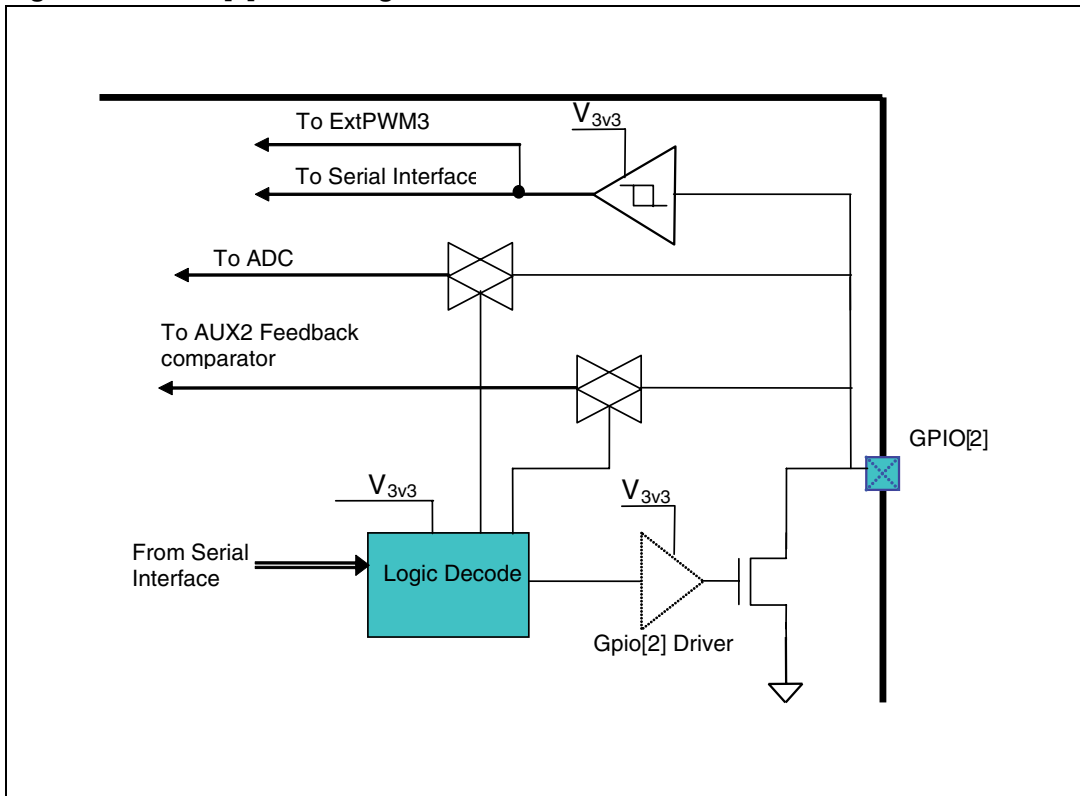 To ExtPWM3
V3v3
To Serial Interface
To ADC
To AUX2 Feedback
comparator
GPIO[2]
V3v3
V3v3
From Serial
Interface
Logic Decode
Gpio[2] Driver